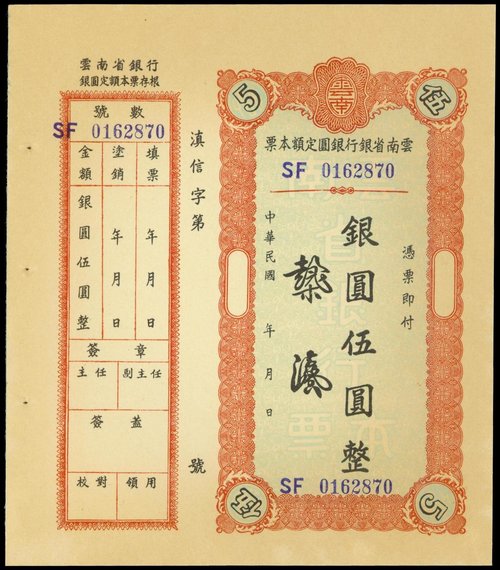 雲南省銀行
銀圓定額本票存根
號數
SF 0162870
填票
年 月 日
塗銷
年 月 日
金額
銀圓伍圓整
簽章
主任
副主任
蓋簽
校對
領用
滇信字第 號
5
伍
雲南省銀行銀圓定額本票
SF 0162870
憑票即付
銀圓伍圓整
中華民國 年 月 日
SF 0162870
伍
5